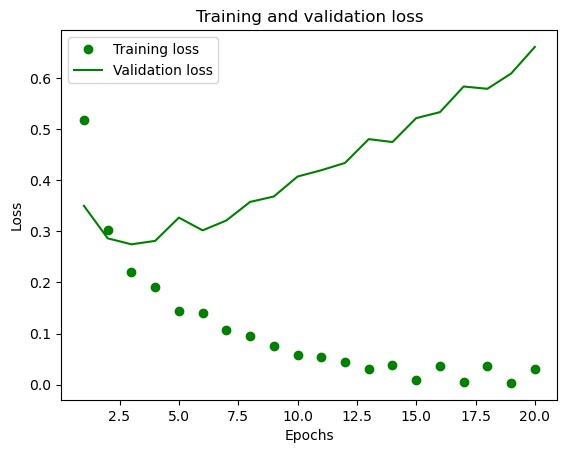 Training and validation loss
Training loss
Validation loss
Loss
0.6
0.5
0.4
0.3
0.2
0.1
0.0
2.5 5.0 7.5 10.0 12.5 15.0 17.5 20.0
Epochs